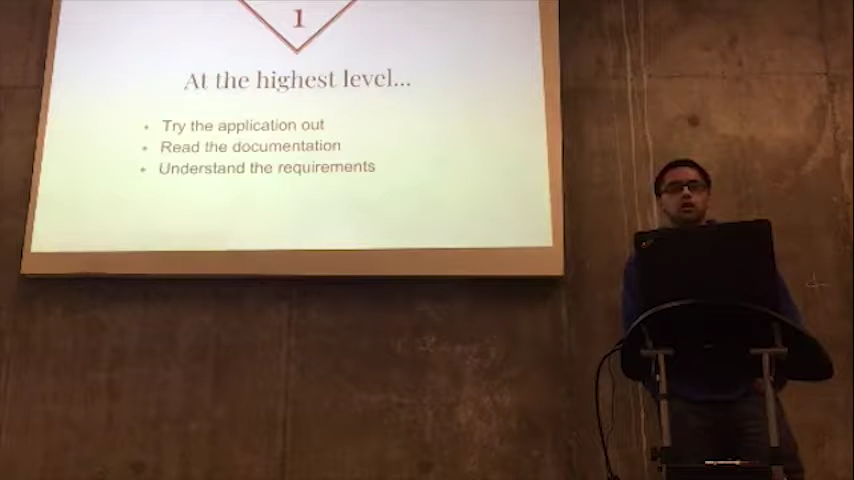 1
At the highest level...
Try the application out
Read the documentation
Understand the requirements